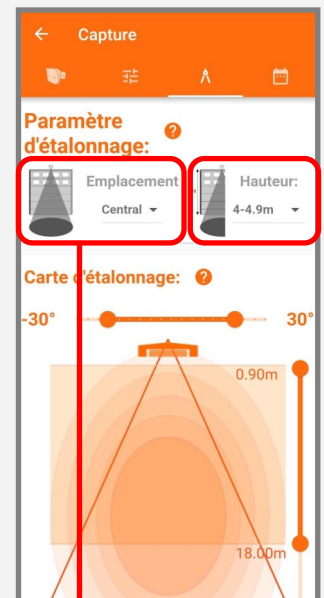 Capture
Paramètre
d'étalonnage:
?
Emplacement
Central
Hauteur:
4-4.9m
Carte d'étalonnage:
?
-30°
30°
0.90m
18.00m